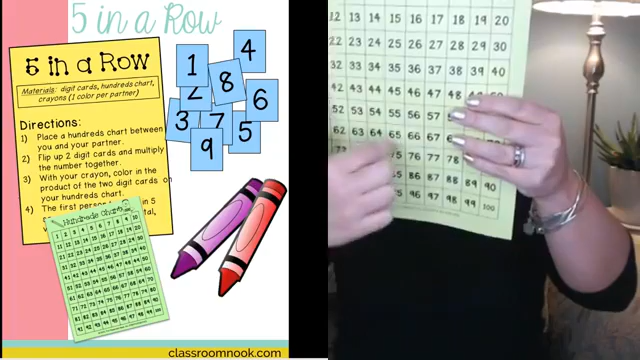 5 in a Row
5 in a Row
Materials: digit cards, hundreds chart,
crayons (1 color per partner)
Directions:
1) Place a hundreds chart between
you and your partner.
2) Flip up 2 digit cards and multiply
the number together.
3) With your crayon, color in the
product of the two digit cards on
your hundreds chart.
4) The first person in 5
1
4
2
8
6
3
7
5
9
Hundreds Chart
classroomnook.com
12 13 14 15 16 17 18 19 20
22 23 24 25 26 27 28 29 30
32 33 34 35 36 37 38 39 40
42 43 44 45 46 47 48
52 53 54 55 56 57
62 63 64 65 66 67
76 77 78
86 87 88 89 90
96 97 98 99 100